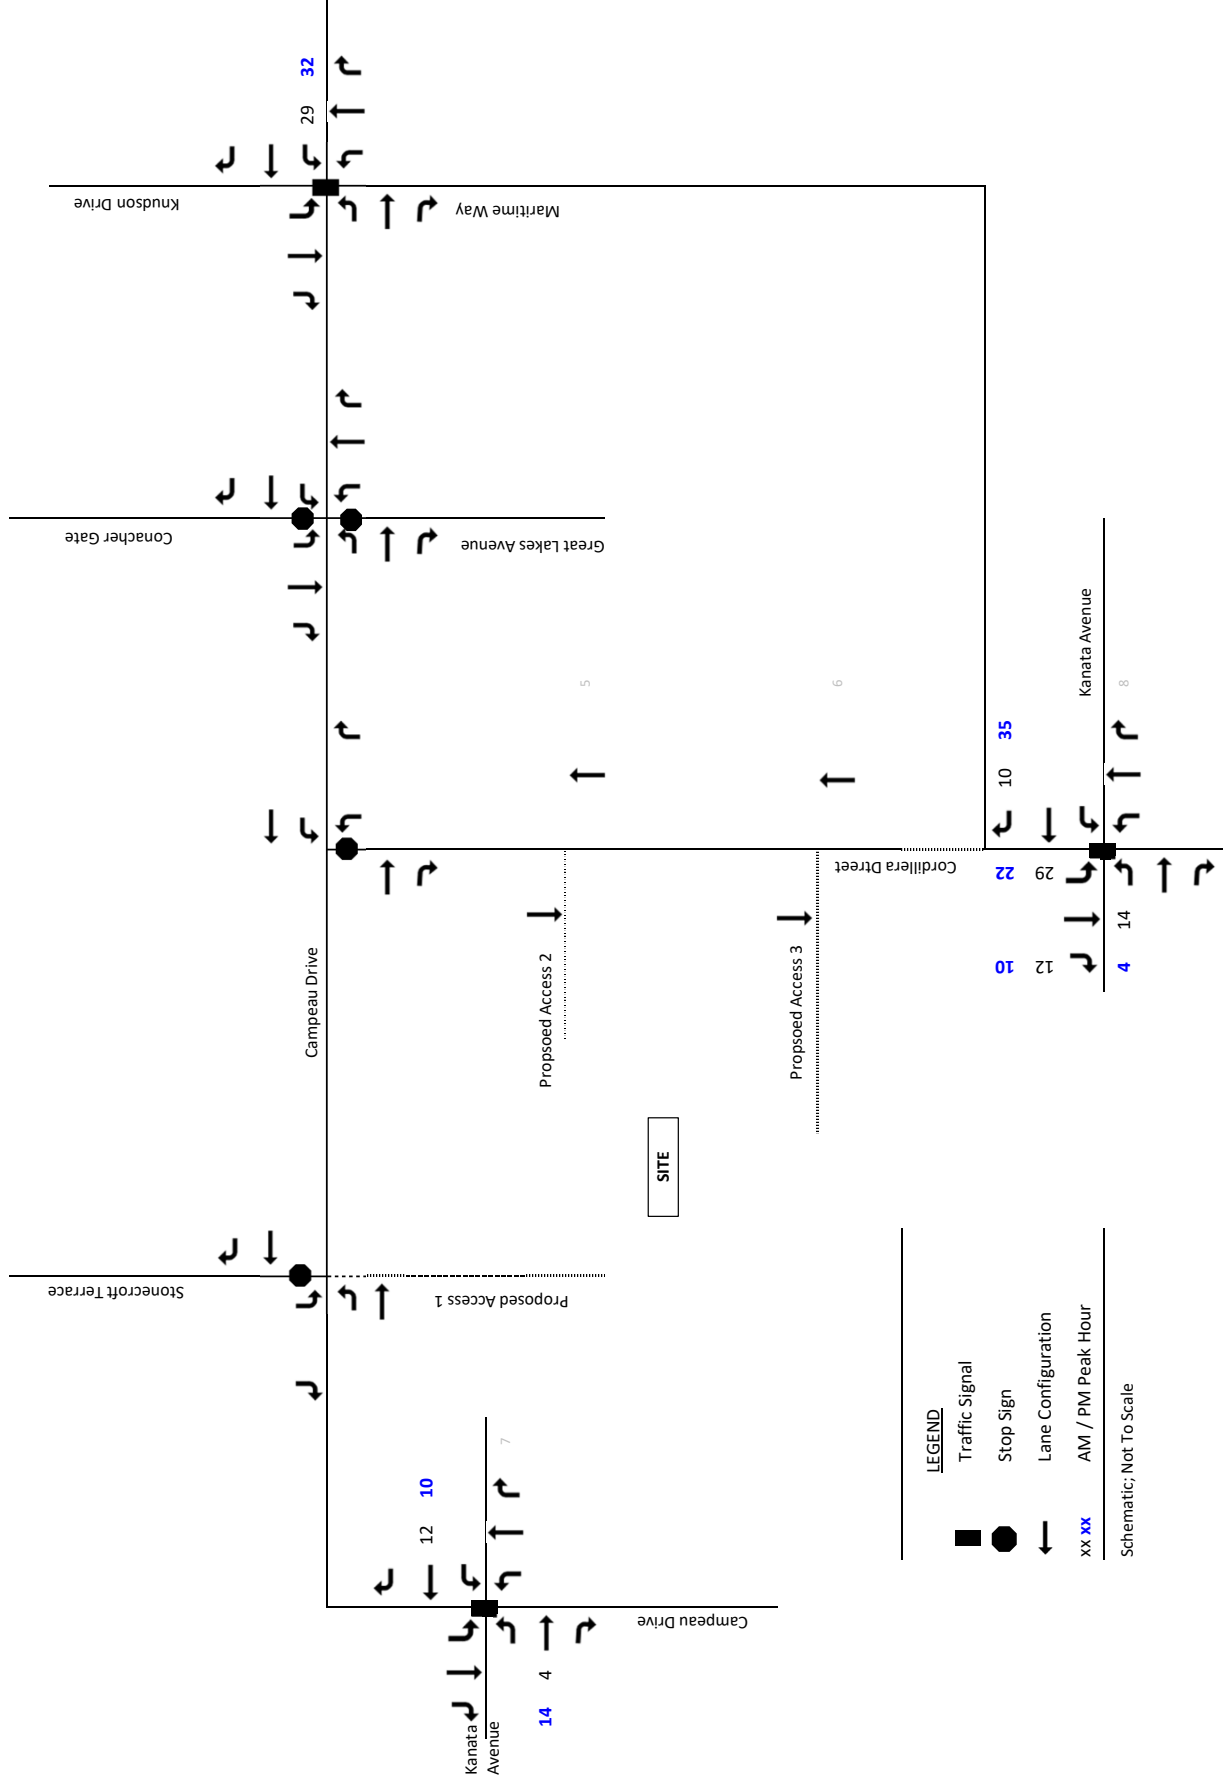 32
29
Knudson Drive
Maritime Way
Conacher Gate
Great Lakes Avenue
5
6
Kanata Avenue
8
35
10
Cordillera Dtreet
22
29
10
12
14
4
Campeau Drive
Propsoed Access 2
Propsoed Access 3
SITE
Stonecroft Terrace
Proposed Access 1
7
10
12
Campeau Drive
4
14
Kanata
Avenue
LEGEND
Traffic Signal
Stop Sign
Lane Configuration
xx xx AM / PM Peak Hour
Schematic; Not To Scale